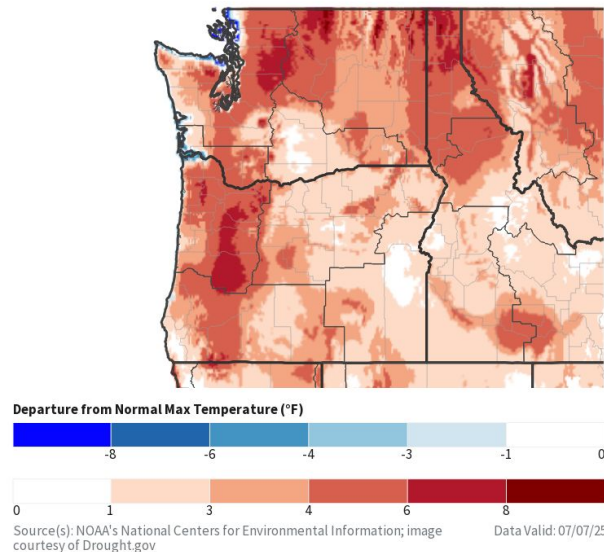 Departure from Normal Max Temperature (°F)
-8 -6 -4 -3 -1 0
0 1 3 4 6 8
Source(s): NOAA's National Centers for Environmental Information; image Data Valid: 07/07/25
courtesy of Drought.gov